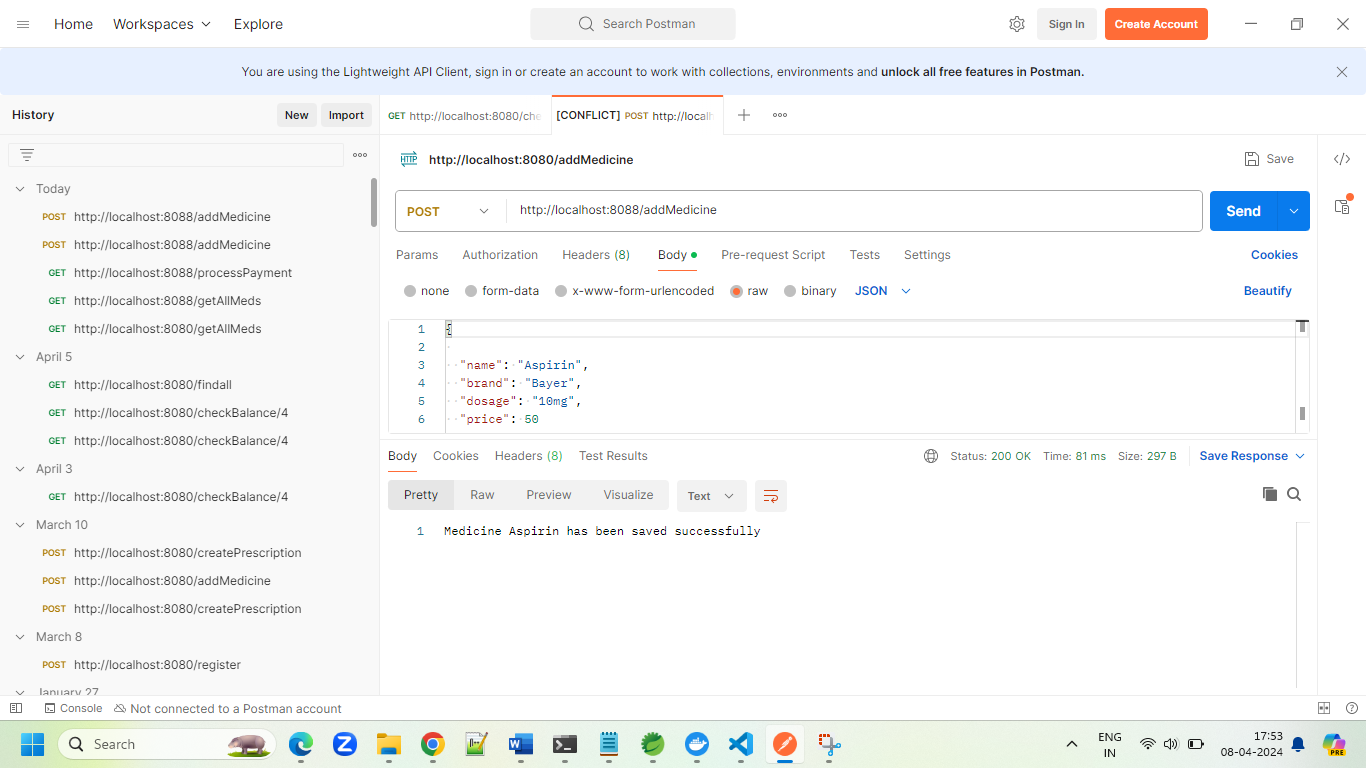 Home Workspaces Explore Search Postman Sign In Create Account
You are using the Lightweight API Client, sign in or create an account to work with collections, environments and unlock all free features in Postman.
History New Import
GET http://localhost:8080/che [CONFLICT] POST http://local
HTTP http://localhost:8080/addMedicine Save
Today
POST http://localhost:8088/addMedicine
POST http://localhost:8088/addMedicine
GET http://localhost:8088/processPayment
GET http://localhost:8088/getAllMeds
GET http://localhost:8080/getAllMeds
April 5
GET http://localhost:8080/findall
GET http://localhost:8080/checkBalance/4
GET http://localhost:8080/checkBalance/4
April 3
GET http://localhost:8080/checkBalance/4
March 10
POST http://localhost:8080/createPrescription
POST http://localhost:8080/addMedicine
POST http://localhost:8080/createPrescription
March 8
POST http://localhost:8080/register
January 27
POST http://localhost:8088/addMedicine Send
Params Authorization Headers (8) Body Pre-request Script Tests Settings Cookies
none form-data x-www-form-urlencoded raw binary JSON Beautify
1 {
2
3 "name": "Aspirin",
4 "brand": "Bayer",
5 "dosage": "10mg",
6 "price": 50
Body Cookies Headers (8) Test Results Status: 200 OK Time: 81 ms Size: 297 B Save Response
Pretty Raw Preview Visualize Text
1 Medicine Aspirin has been saved successfully
Console Not connected to a Postman account
Search ENG 17:53
IN 08-04-2024 PRE